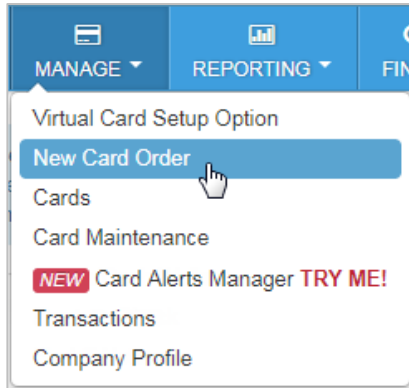 MANAGE REPORTING FIN
Virtual Card Setup Option
New Card Order
Cards
Card Maintenance
NEW Card Alerts Manager TRY ME!
Transactions
Company Profile